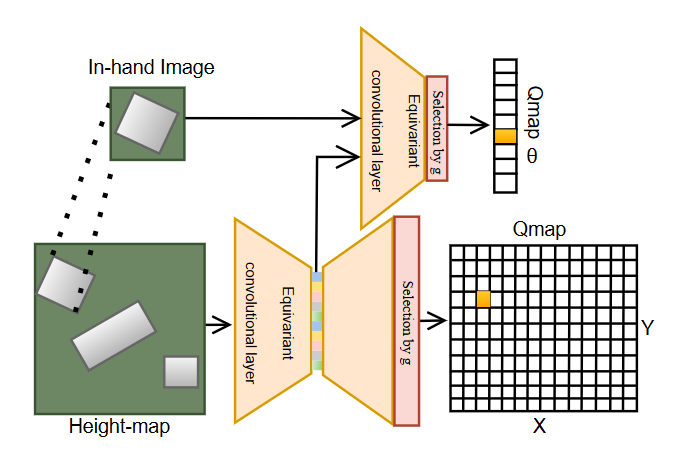 In-hand Image
Equivariant
convolutional layer
Selection by g
Qmap
θ
Qmap
Equivariant
convolutional layer
Selection by g
Y
Height-map
X